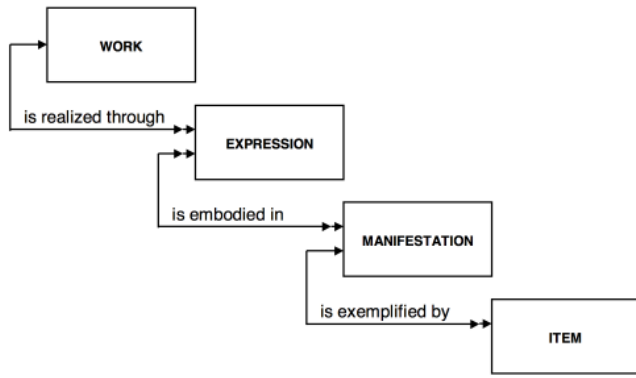 WORK
is realized through
EXPRESSION
is embodied in
MANIFESTATION
is exemplified by
ITEM